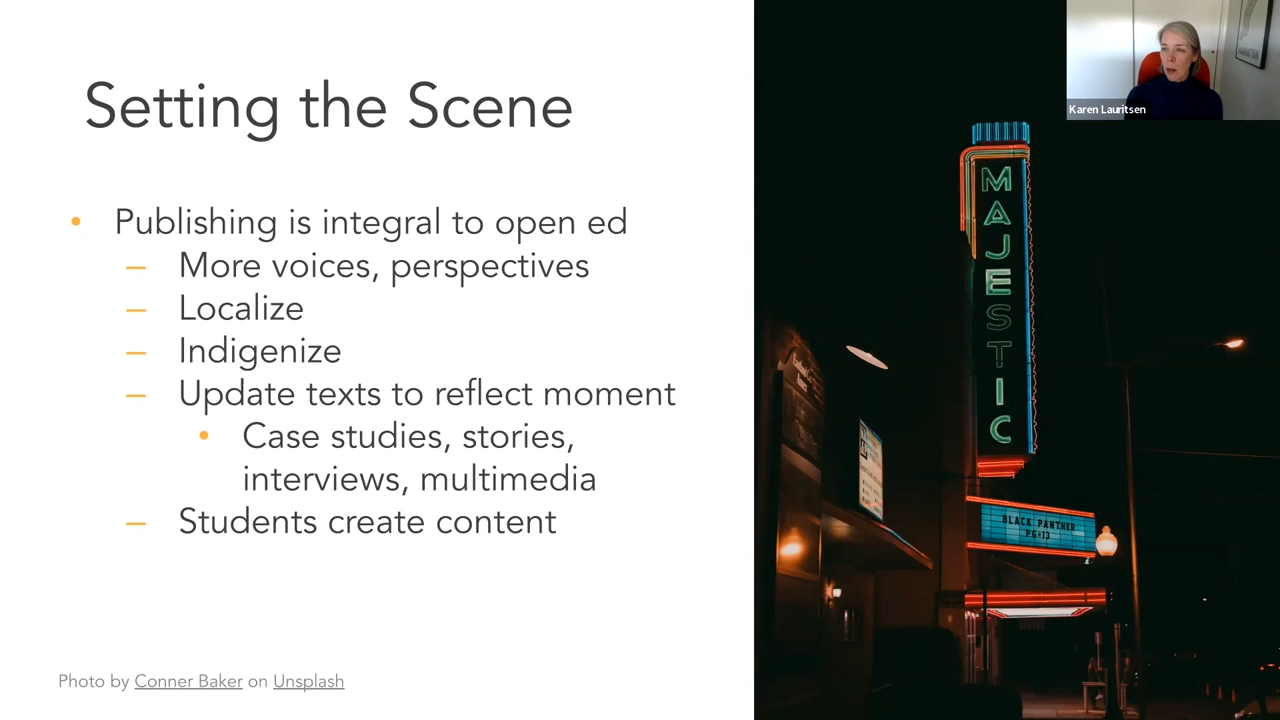 Setting the Scene
• Publishing is integral to open ed
– More voices, perspectives
– Localize
– Indigenize
– Update texts to reflect moment
• Case studies, stories,
interviews, multimedia
– Students create content
Photo by Conner Baker on Unsplash
Karen Lauritsen
MAJESTIC
BLACK PANTHER
PG-13